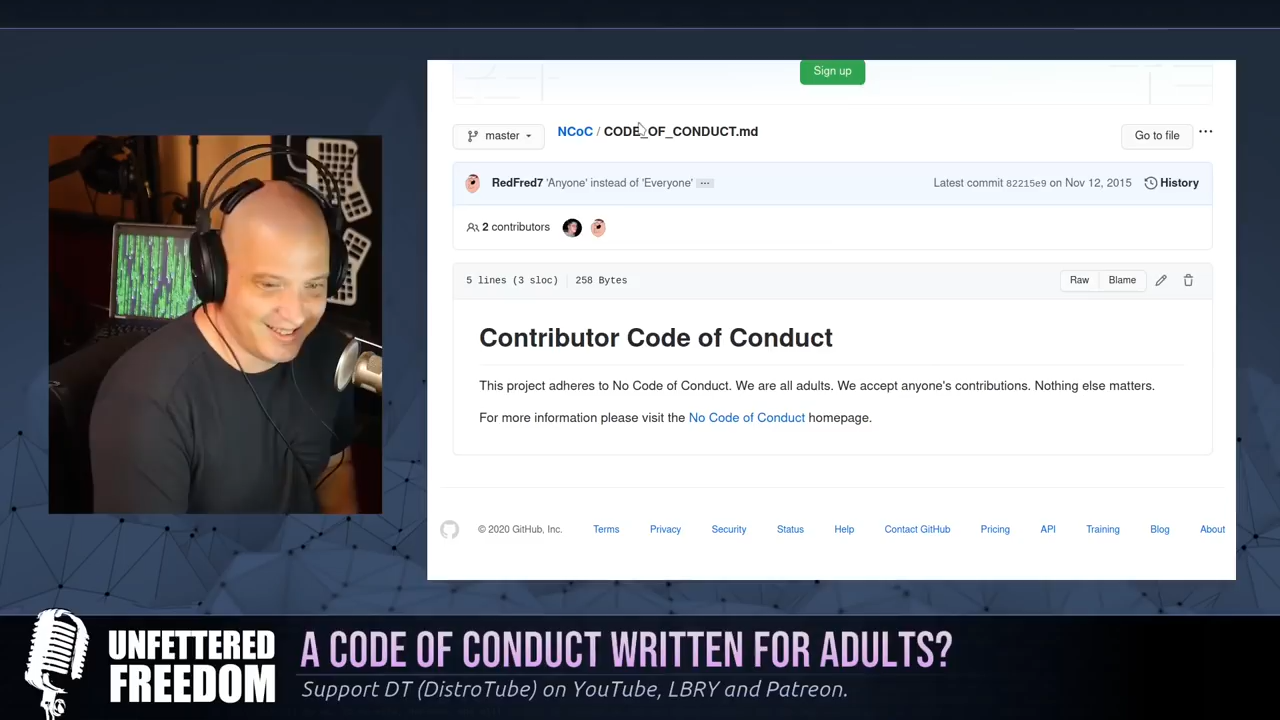 Sign up
master
NCoC / CODE_OF_CONDUCT.md
Go to file
RedFred7 'Anyone' instead of 'Everyone'
Latest commit 82215e9 on Nov 12, 2015
History
2 contributors
5 lines (3 sloc) 258 Bytes
Raw
Blame
Contributor Code of Conduct
This project adheres to No Code of Conduct. We are all adults. We accept anyone's contributions. Nothing else matters.
For more information please visit the No Code of Conduct homepage.
© 2020 GitHub, Inc.
Terms
Privacy
Security
Status
Help
Contact GitHub
Pricing
API
Training
Blog
About
UNFETTERED
FREEDOM
A CODE OF CONDUCT WRITTEN FOR ADULTS?
Support DT (DistroTube) on YouTube, LBRY and Patreon.